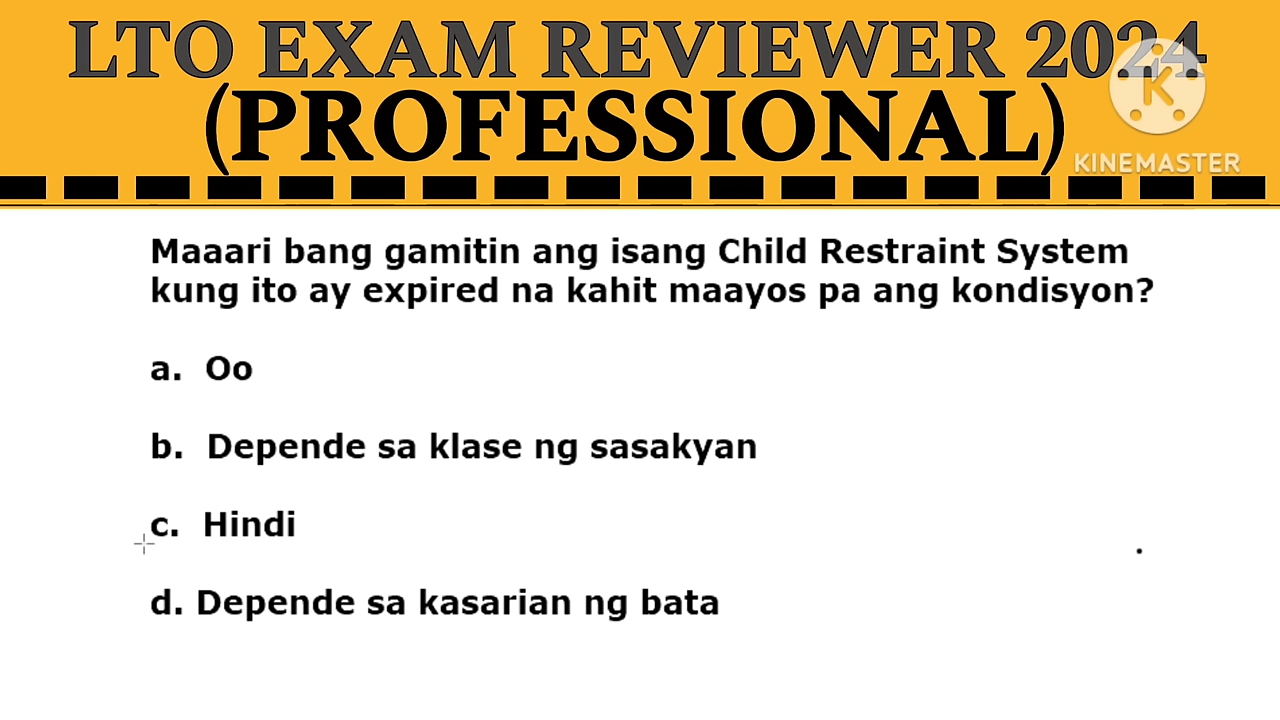 LTO EXAM REVIEWER 2024
(PROFESSIONAL)
K
KINEMASTER
Maaari bang gamitin ang isang Child Restraint System
kung ito ay expired na kahit maayos pa ang kondisyon?
a. Oo
b. Depende sa klase ng sasakyan
c. Hindi
.
d. Depende sa kasarian ng bata